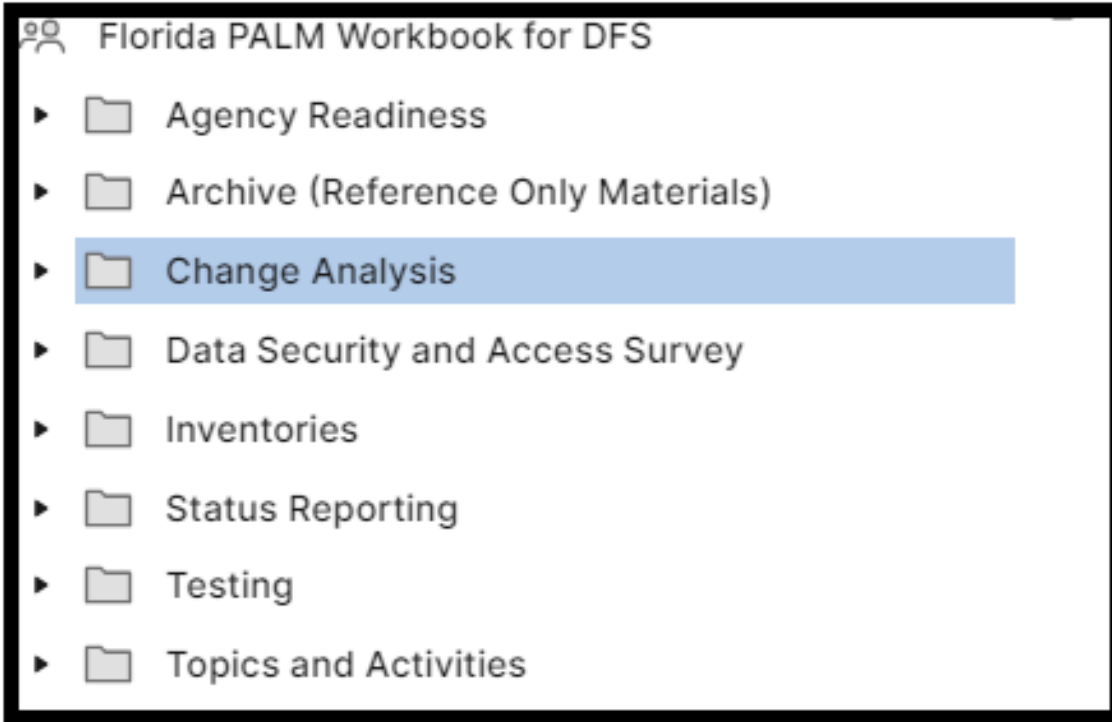 Florida PALM Workbook for DFS
Agency Readiness
Archive (Reference Only Materials)
Change Analysis
Data Security and Access Survey
Inventories
Status Reporting
Testing
Topics and Activities